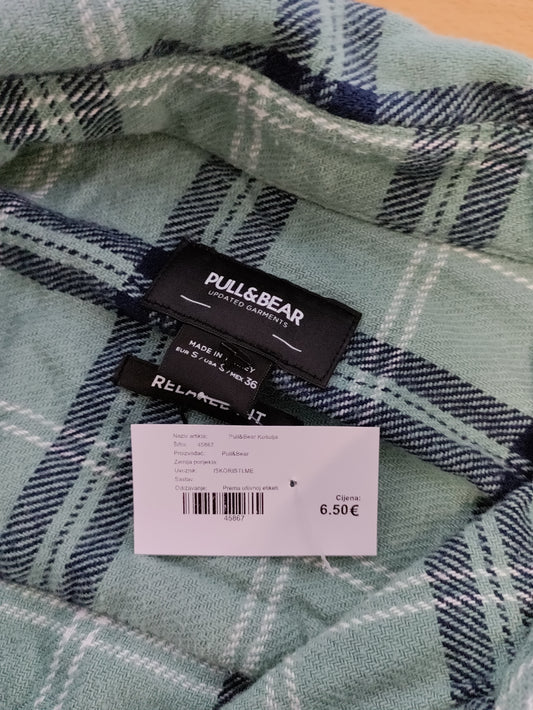 PULL&BEAR
UPDATED GARMENTS
MADE IN
EUR S / USA S / MEX 36
Naziv artikla: Pull&Bear Košulja
Šifra: 45867
Proizvođač: Pull&Bear
Zemlja porijekla:
Uvoznik: ISKORISTI.ME
Sastav:
Održavanje: Prema ušivnoj etiketi
Cijena:
6.50€
45867